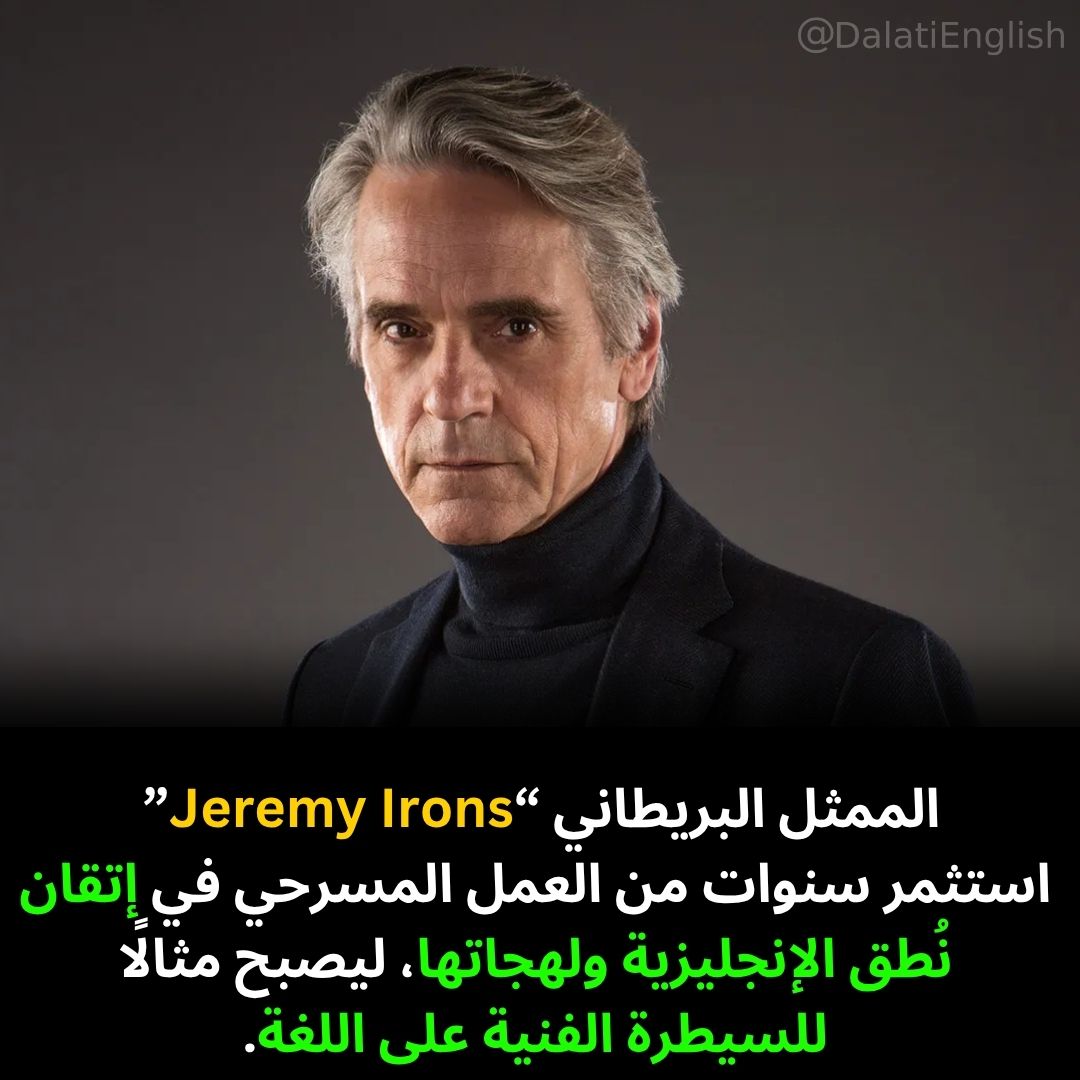 @DalatiEnglish
الممثل البريطاني “Jeremy Irons”
استثمر سنوات من العمل المسرحي في إتقان
نُطق الإنجليزية ولهجاتها، ليصبح مثالًا
للسيطرة الفنية على اللغة.